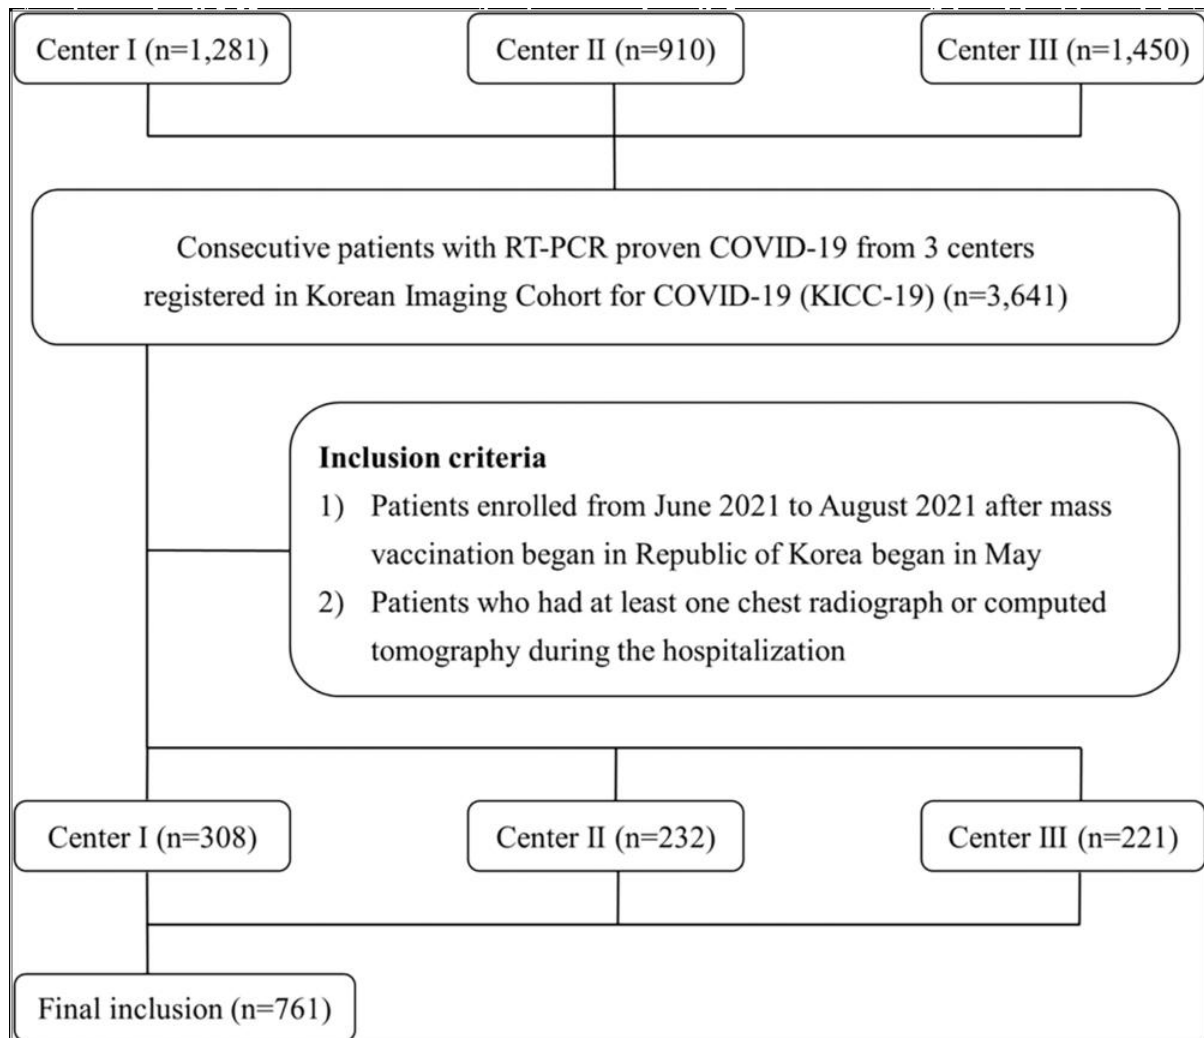 Center I (n=1,281)
Center II (n=910)
Center III (n=1,450)
Consecutive patients with RT-PCR proven COVID-19 from 3 centers
registered in Korean Imaging Cohort for COVID-19 (KICC-19) (n=3,641)
Inclusion criteria
1) Patients enrolled from June 2021 to August 2021 after mass
vaccination began in Republic of Korea began in May
2) Patients who had at least one chest radiograph or computed
tomography during the hospitalization
Center I (n=308)
Center II (n=232)
Center III (n=221)
Final inclusion (n=761)